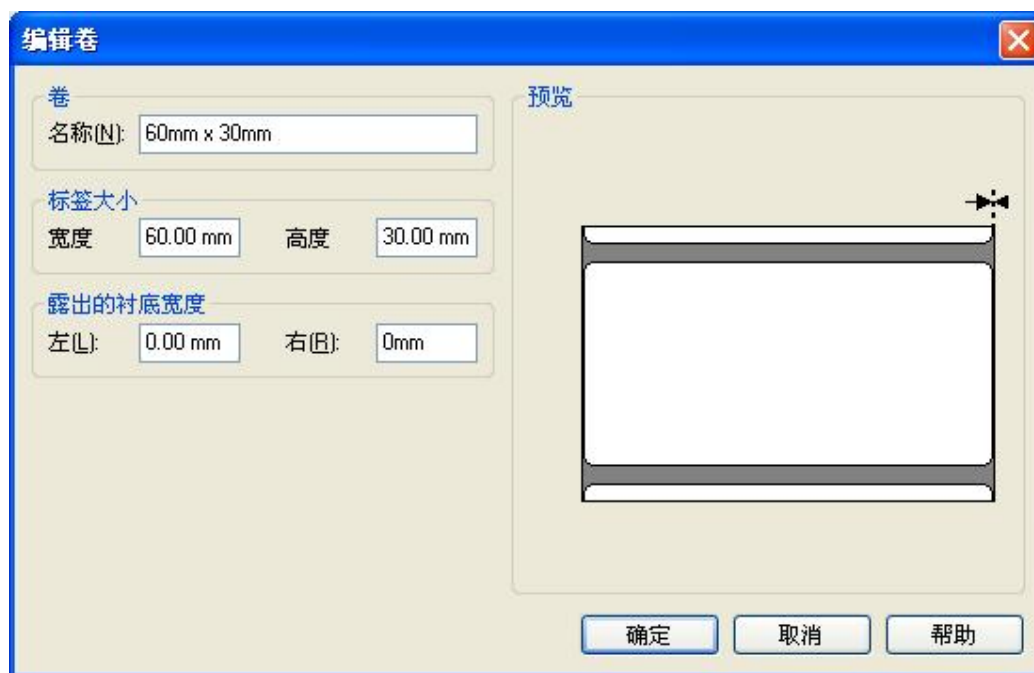 编辑卷
卷
名称(N): 60mm x 30mm
标签大小
宽度 60.00 mm 高度 30.00 mm
露出的衬底宽度
左(L): 0.00 mm 右(R): 0mm
预览
确定 取消 帮助